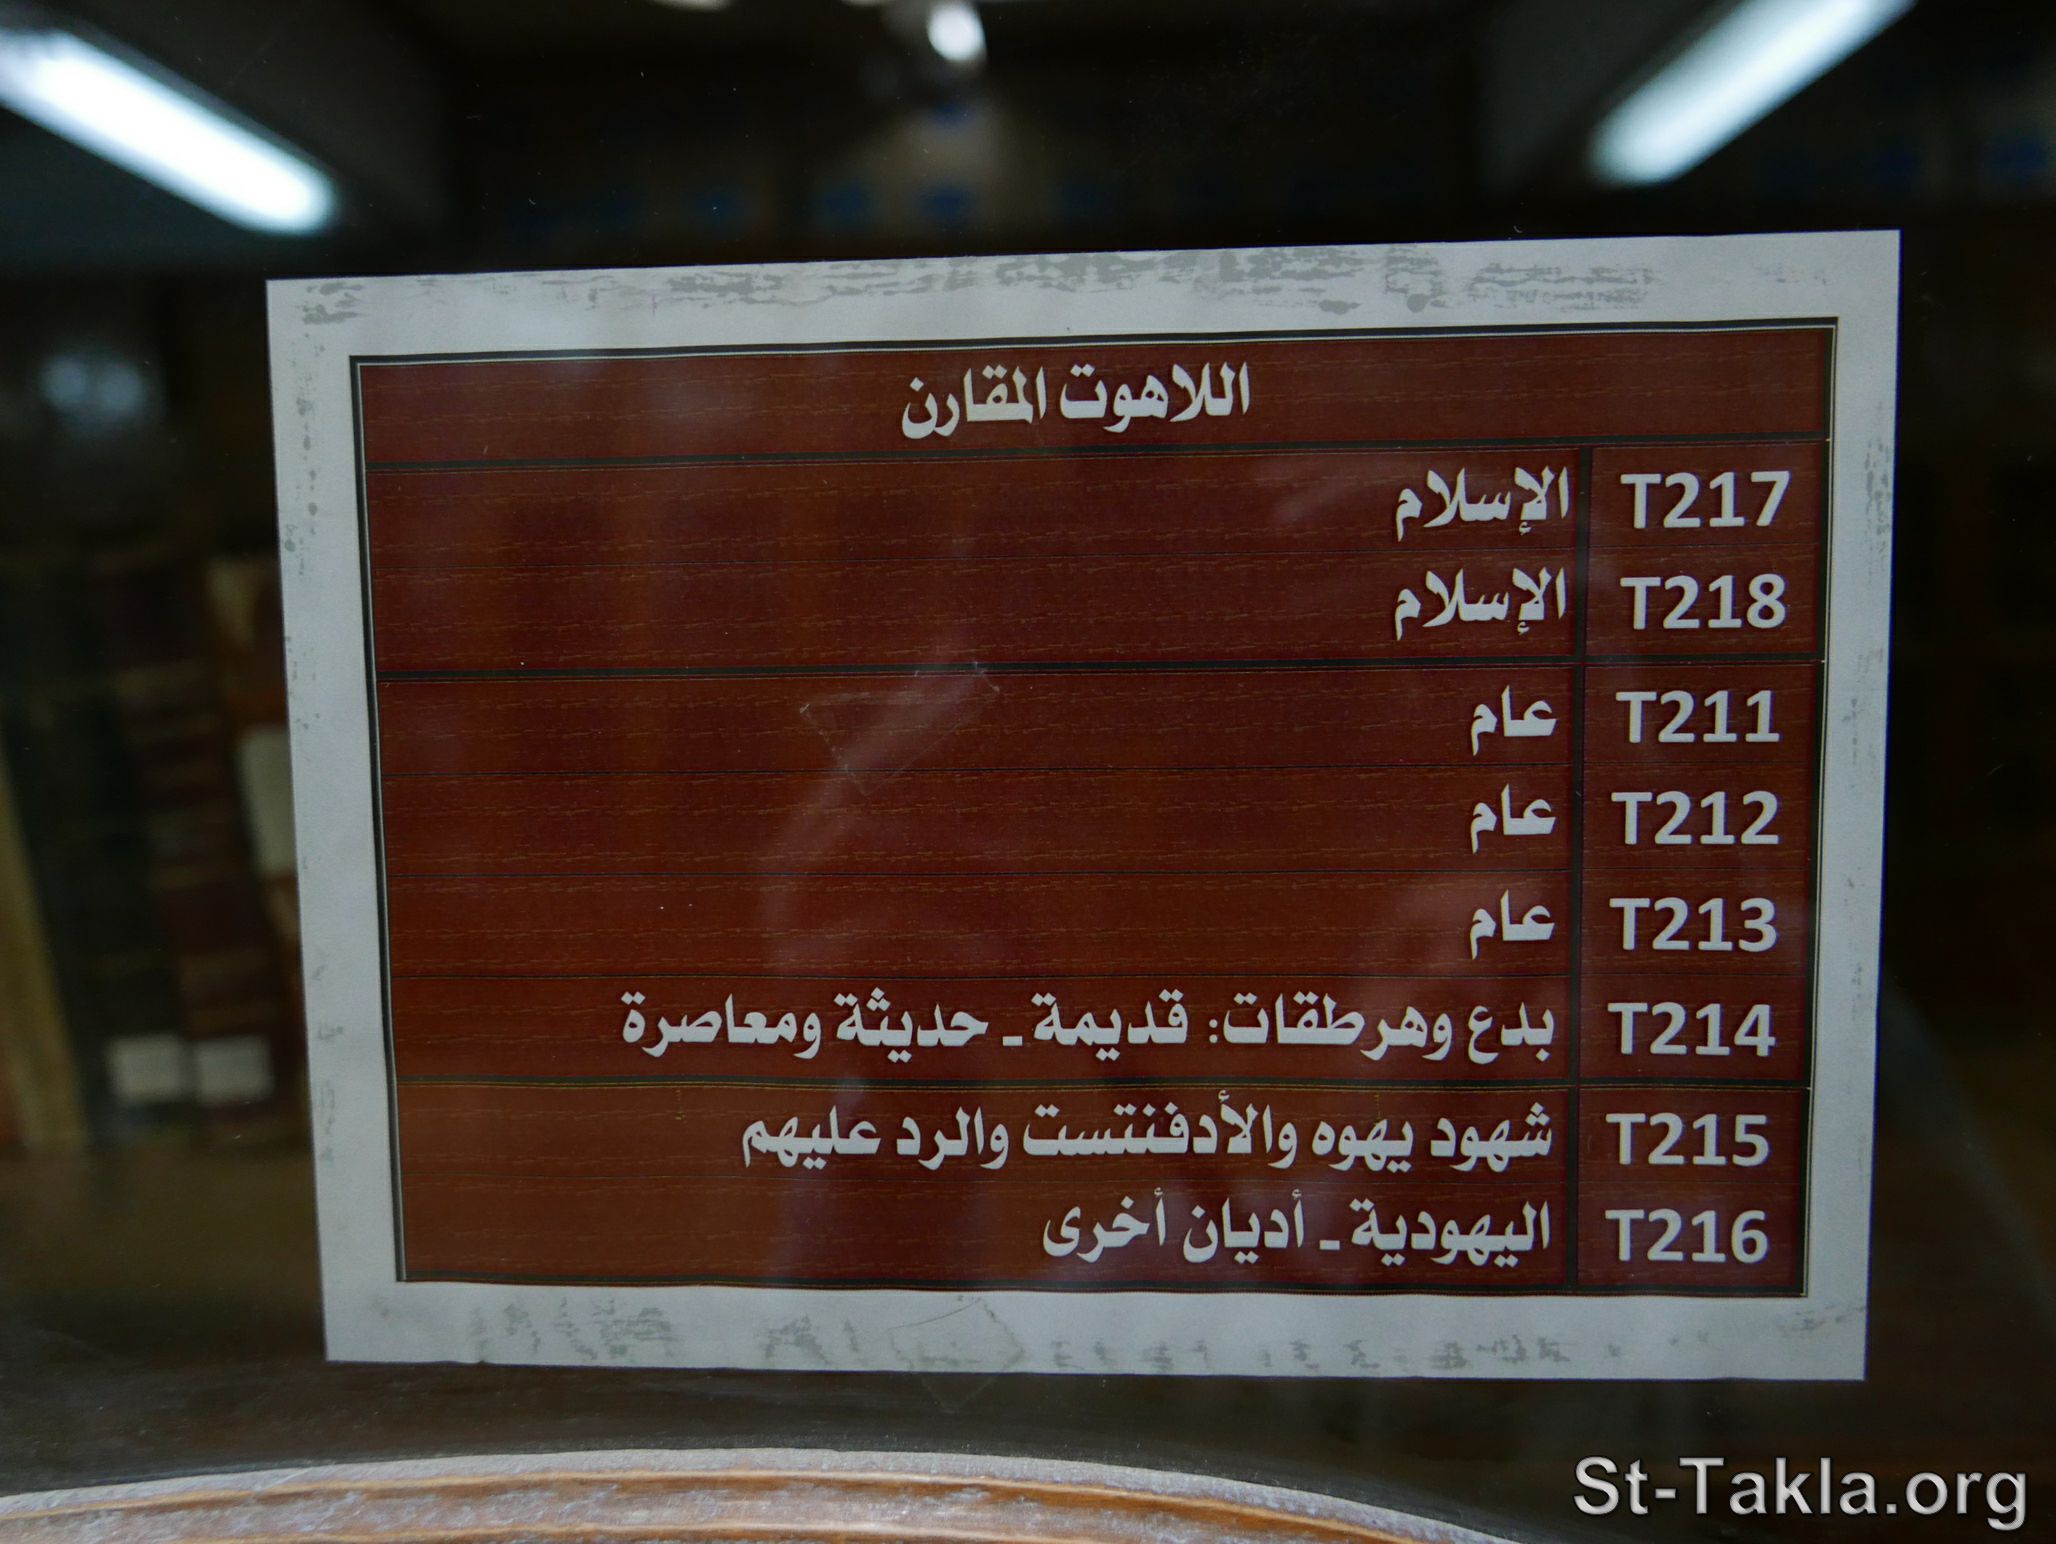 اللاهوت المقارن
T217 الإسلام
T218 الإسلام
T211 عام
T212 عام
T213 عام
T214 بدع وهرطقات: قديمة - حديثة ومعاصرة
T215 شهود يهوه والأدفنتست والرد عليهم
T216 اليهودية - أديان أخرى
St-Takla.org